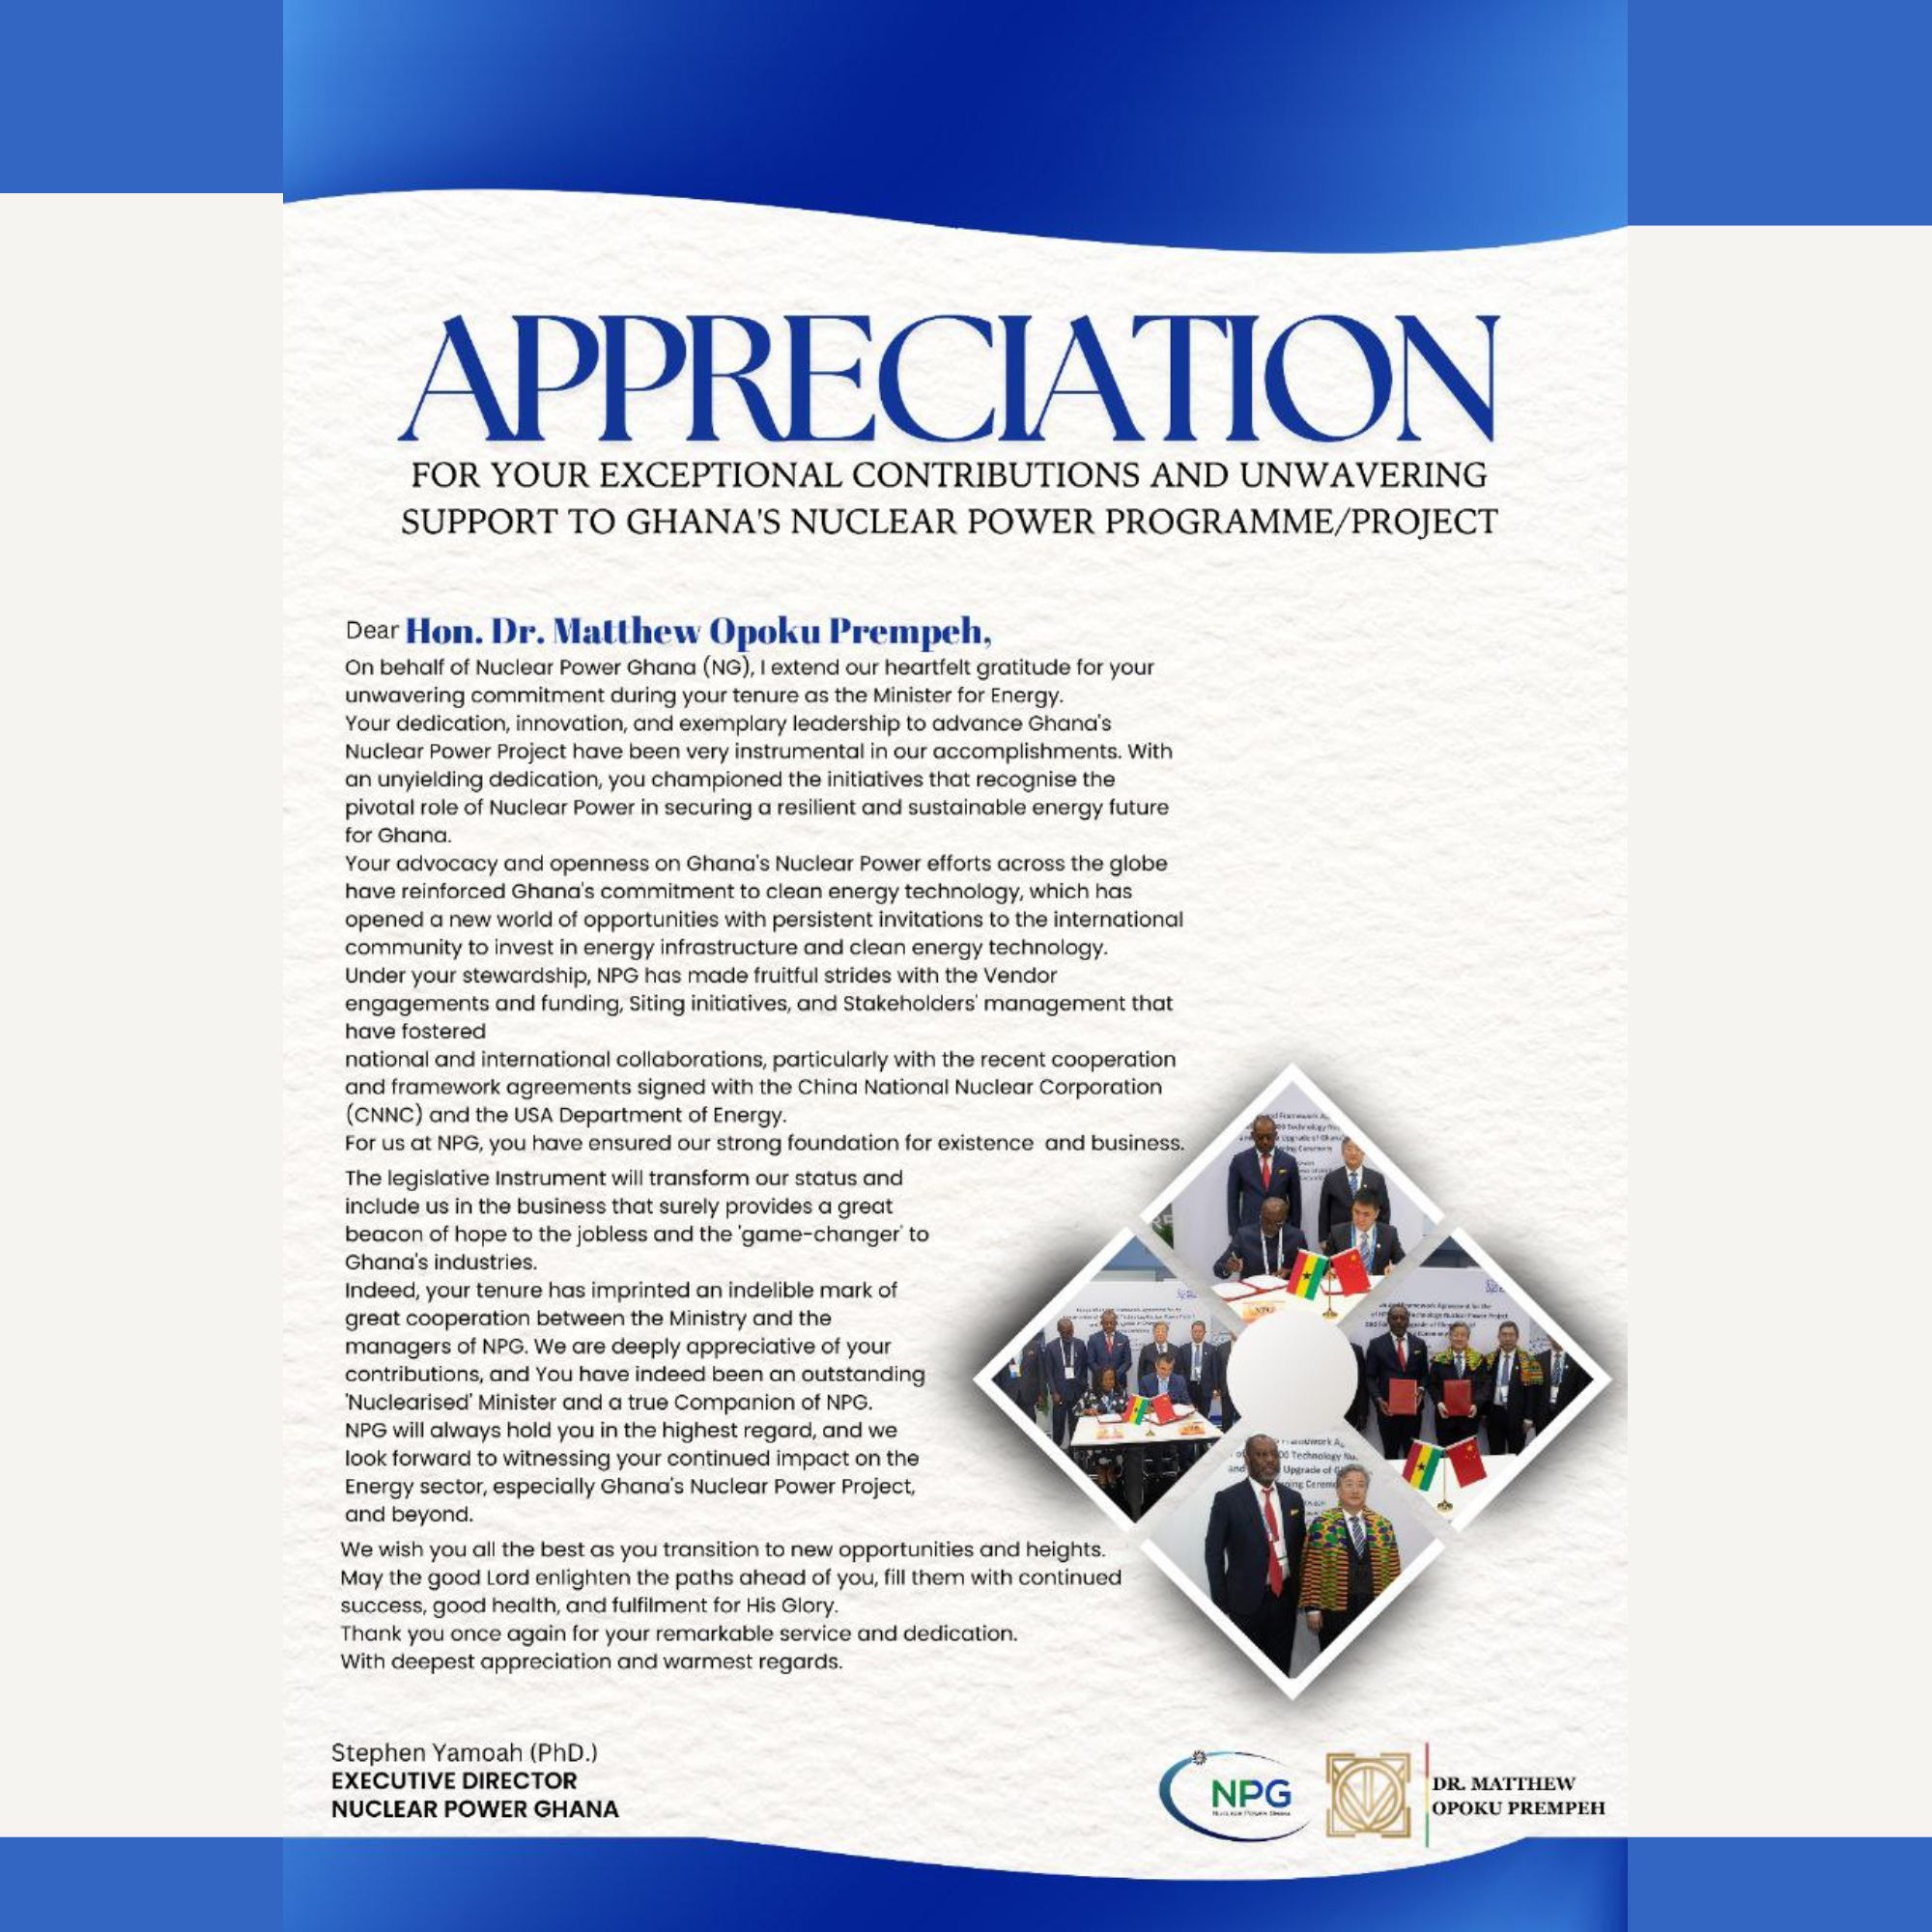 APPRECIATION
FOR YOUR EXCEPTIONAL CONTRIBUTIONS AND UNWAVERING
SUPPORT TO GHANA'S NUCLEAR POWER PROGRAMME/PROJECT
Dear Hon. Dr. Matthew Opoku Prempeh,
On behalf of Nuclear Power Ghana (NG), I extend our heartfelt gratitude for your
unwavering commitment during your tenure as the Minister for Energy.
Your dedication, innovation, and exemplary leadership to advance Ghana's
Nuclear Power Project have been very instrumental in our accomplishments. With
an unyielding dedication, you championed the initiatives that recognise the
pivotal role of Nuclear Power in securing a resilient and sustainable energy future
for Ghana.
Your advocacy and openness on Ghana's Nuclear Power efforts across the globe
have reinforced Ghana's commitment to clean energy technology, which has
opened a new world of opportunities with persistent invitations to the international
community to invest in energy infrastructure and clean energy technology.
Under your stewardship, NPG has made fruitful strides with the Vendor
engagements and funding, Siting initiatives, and Stakeholders' management that
have fostered
national and international collaborations, particularly with the recent cooperation
and framework agreements signed with the China National Nuclear Corporation
(CNNC) and the USA Department of Energy.
For us at NPG, you have ensured our strong foundation for existence and business.
The legislative Instrument will transform our status and
include us in the business that surely provides a great
beacon of hope to the jobless and the 'game-changer' to
Ghana's industries.
Indeed, your tenure has imprinted an indelible mark of
great cooperation between the Ministry and the
managers of NPG. We are deeply appreciative of your
contributions, and You have indeed been an outstanding
'Nuclearised' Minister and a true Companion of NPG.
NPG will always hold you in the highest regard, and we
look forward to witnessing your continued impact on the
Energy sector, especially Ghana's Nuclear Power Project,
and beyond.
We wish you all the best as you transition to new opportunities and heights.
May the good Lord enlighten the paths ahead of you, fill them with continued
success, good health, and fulfilment for His Glory.
Thank you once again for your remarkable service and dedication.
With deepest appreciation and warmest regards.
Stephen Yamoah (PhD.)
EXECUTIVE DIRECTOR
NUCLEAR POWER GHANA
NPG
Nuclear Power Ghana
DR. MATTHEW
OPOKU PREMPEH